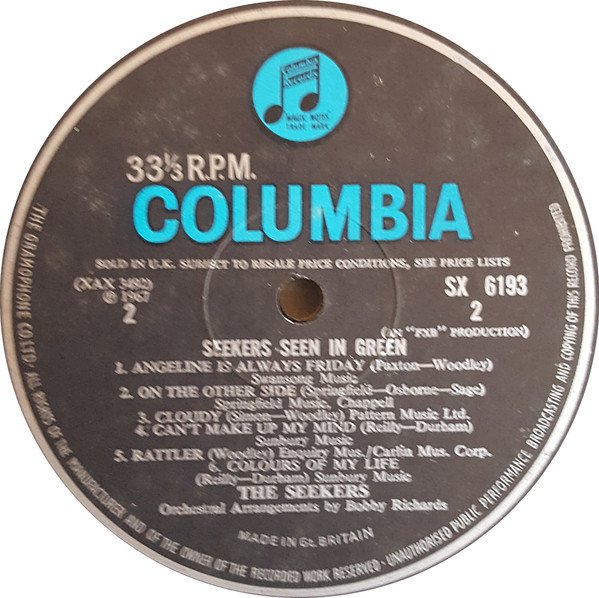 Columbia
Records
MAGIC NOTES
TRADE MARK
33⅓ R.P.M.
COLUMBIA
SOLD IN U.K. SUBJECT TO RESALE PRICE CONDITIONS, SEE PRICE LISTS
(XAX 3482)
℗ 1967
2
SX 6193
2
(AN "FXB" PRODUCTION)
SEEKERS SEEN IN GREEN
1. ANGELINE IS ALWAYS FRIDAY (Paxton—Woodley)
Swansong Music
2. ON THE OTHER SIDE (Springfield—Osborne—Sage)
Springfield Music, Chappell
3. CLOUDY (Simon—Woodley) Pattern Music Ltd.
4. CAN'T MAKE UP MY MIND (Reilly—Durham)
Sunbury Music
5. RATTLER (Woodley) Enquiry Mus./Carlin Mus. Corp.
6. COLOURS OF MY LIFE
(Reilly—Durham) Sunbury Music
THE SEEKERS
Orchestral Arrangements by Bobby Richards
MADE IN Gt. BRITAIN
THE GRAMOPHONE CO LTD · ALL RIGHTS OF THE MANUFACTURER AND OF THE OWNER OF THE RECORDED WORK RESERVED · UNAUTHORISED PUBLIC PERFORMANCE BROADCASTING AND COPYING OF THIS RECORD PROHIBITED